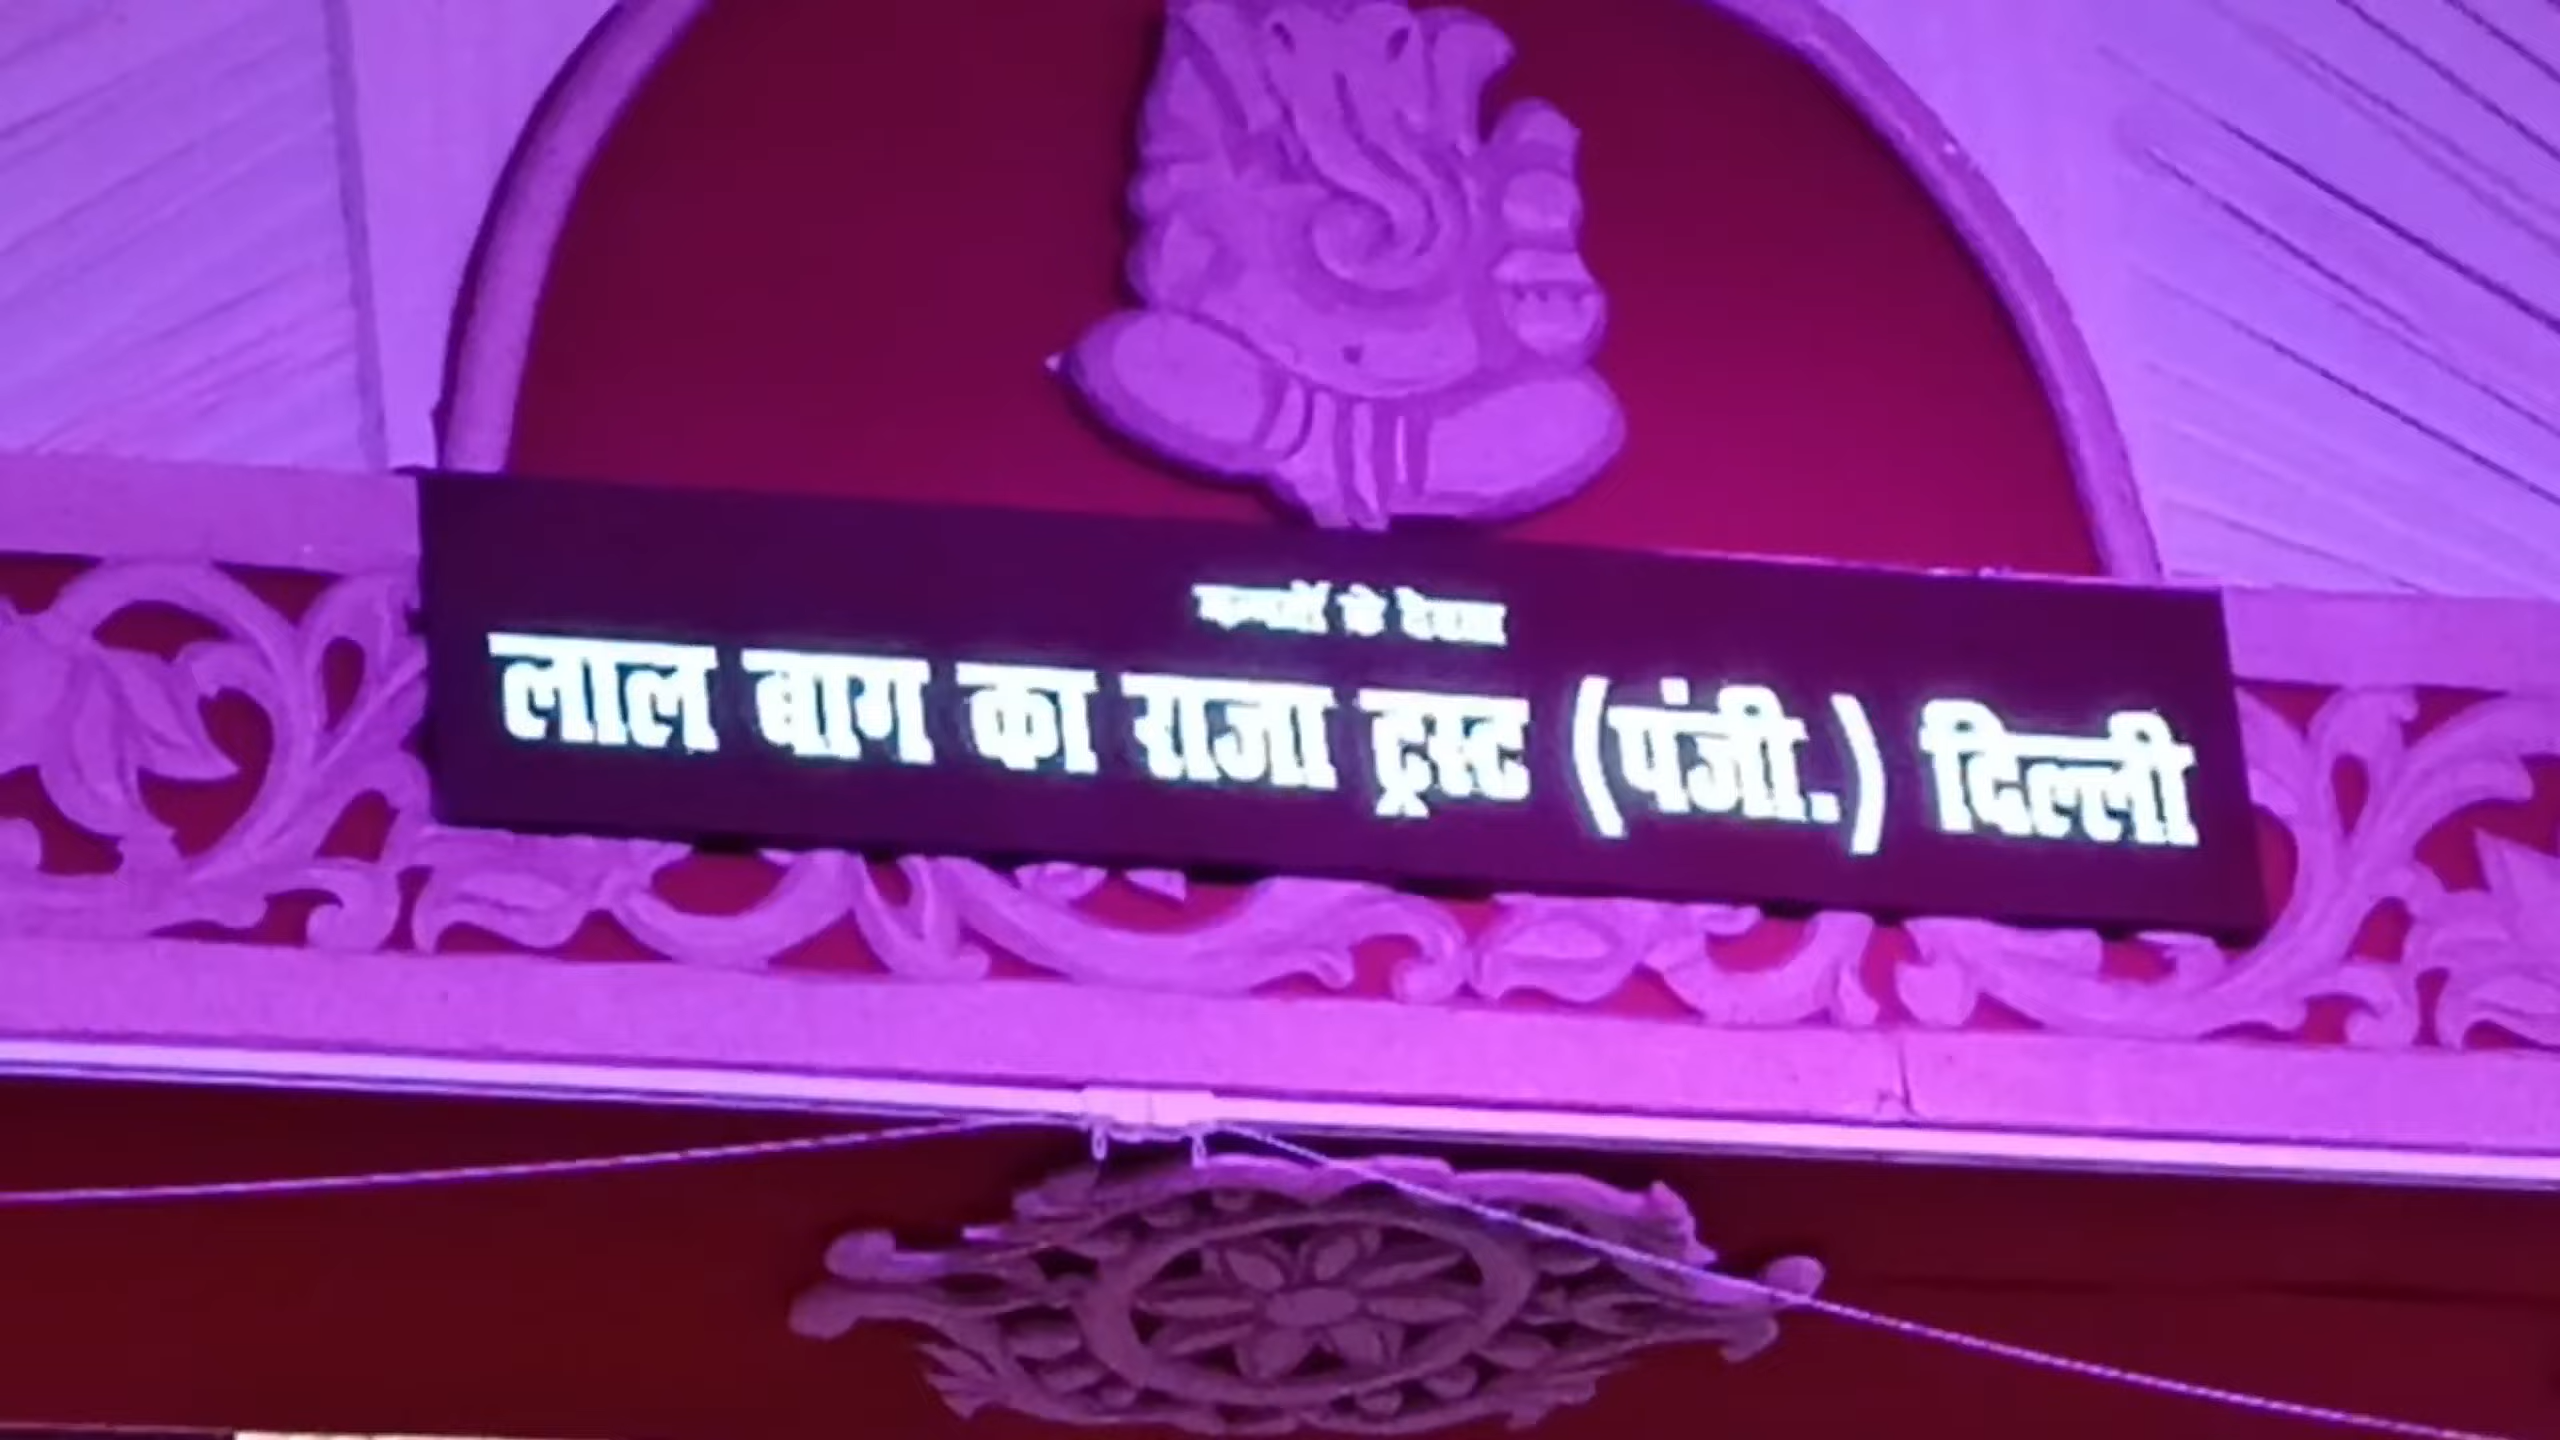 के
लाल बाग का राजा ट्रस्ट (पंजी.) दिल्ली